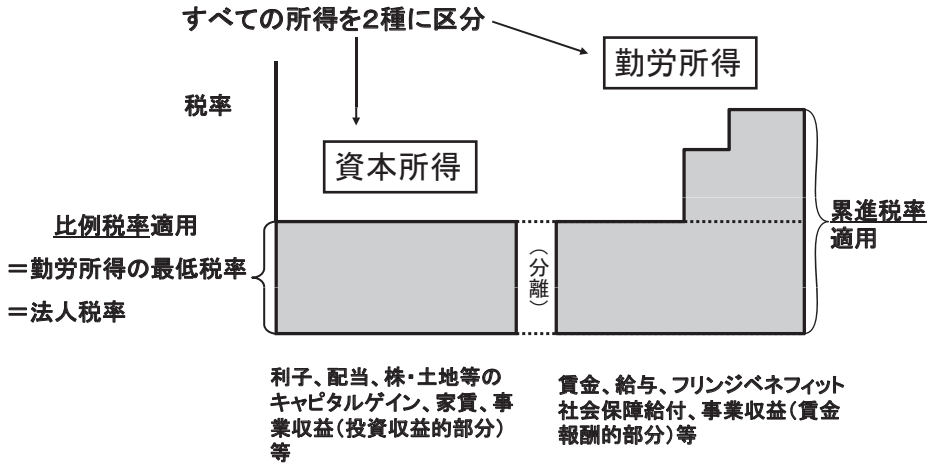 すべての所得を2種に区分
勤労所得
税率
資本所得
比例税率適用
=勤労所得の最低税率
=法人税率
(分離)
累進税率
適用
利子、配当、株・土地等の
キャピタルゲイン、家賃、事
業収益(投資収益的部分)
等
賃金、給与、フリンジベネフィット
社会保障給付、事業収益(賃金
報酬的部分)等